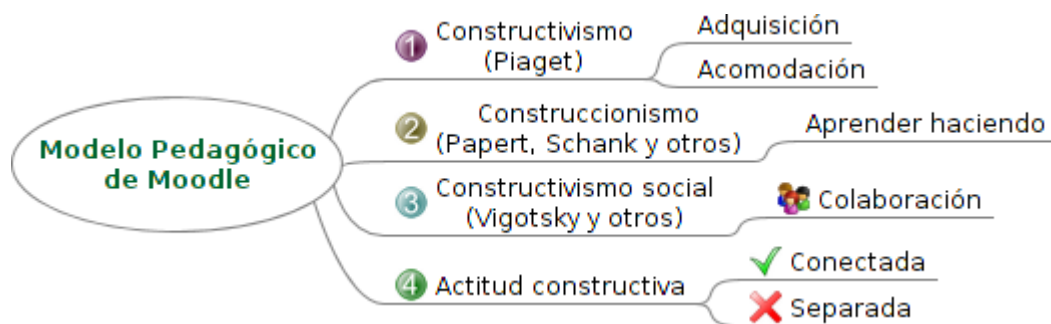 Modelo Pedagógico
de Moodle
1 Constructivismo
(Piaget)
Adquisición
Acomodación
2 Construccionismo
(Papert, Schank y otros)
Aprender haciendo
3 Constructivismo social
(Vigotsky y otros)
Colaboración
4 Actitud constructiva
Conectada
Separada